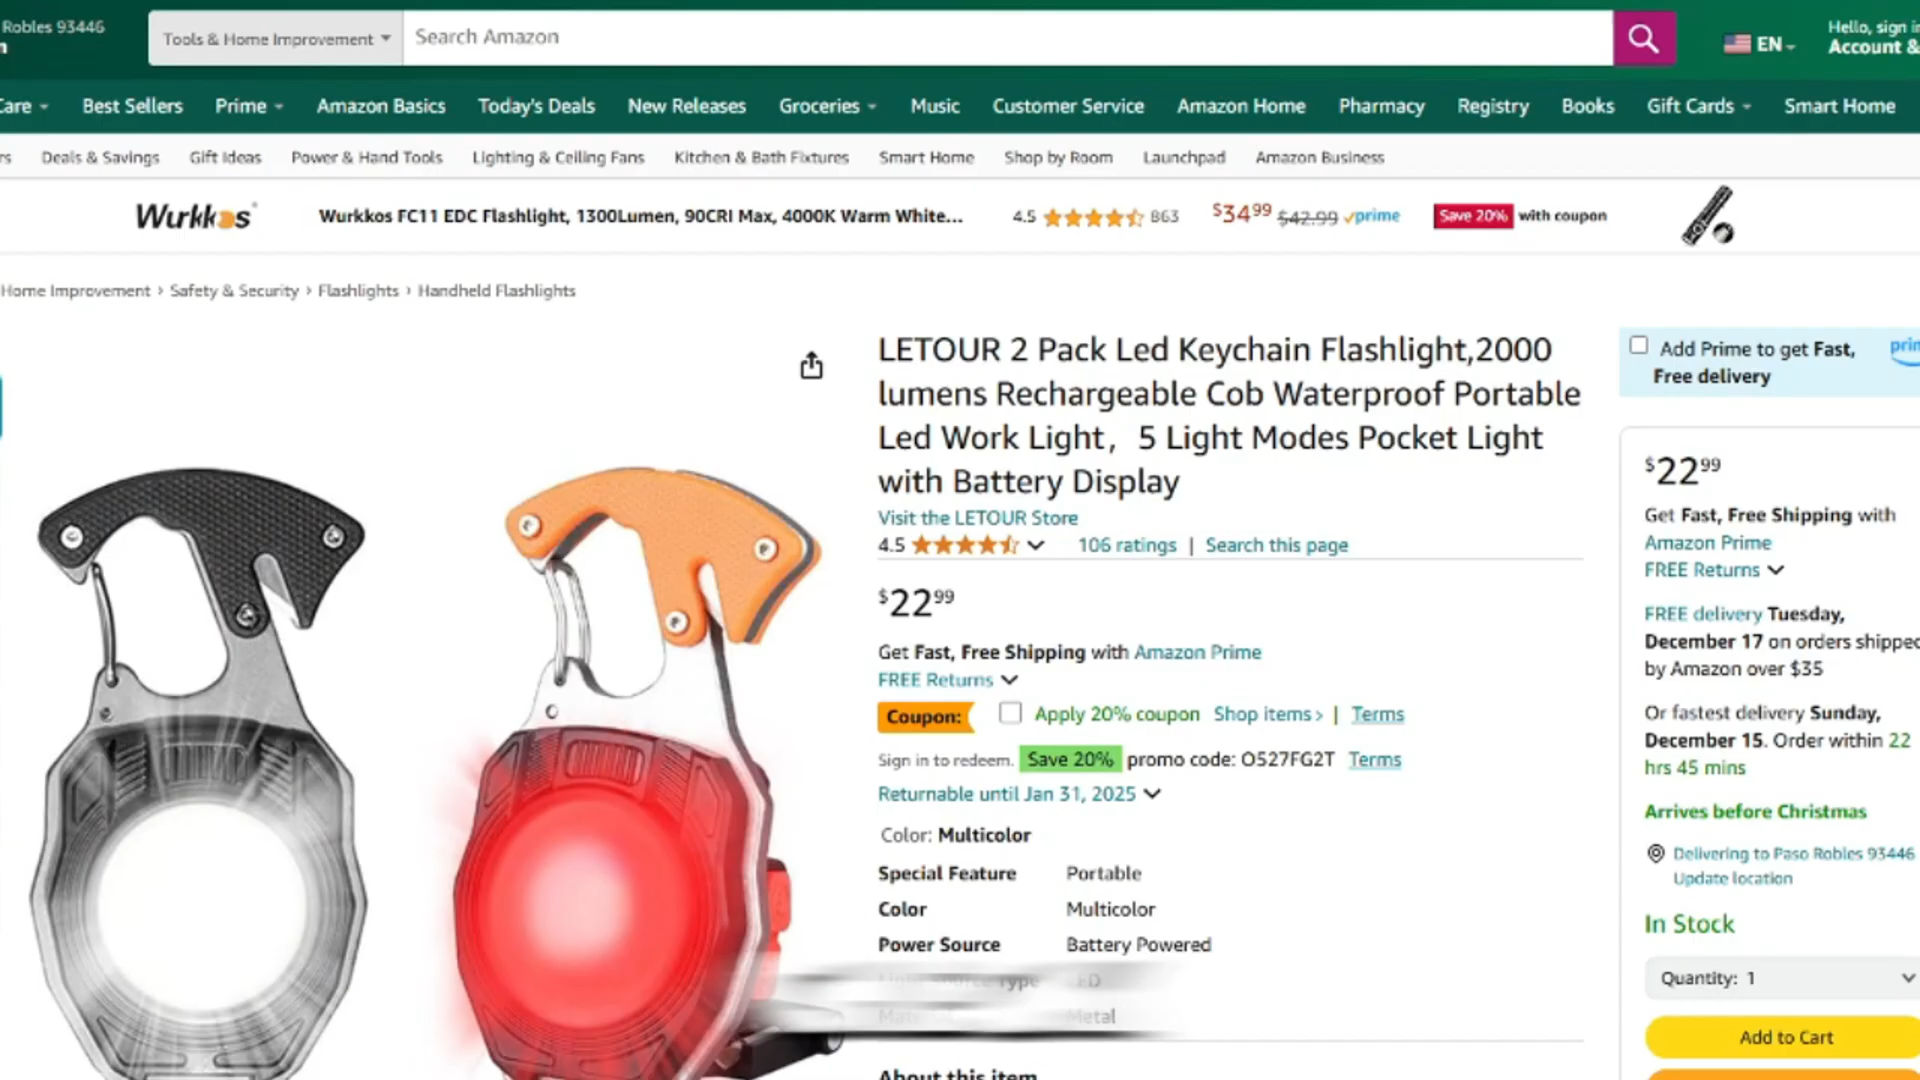 Robles 93446
Tools & Home Improvement
Search Amazon
EN
Hello, sign in
Account &
Care
Best Sellers
Prime
Amazon Basics
Today's Deals
New Releases
Groceries
Music
Customer Service
Amazon Home
Pharmacy
Registry
Books
Gift Cards
Smart Home
Deals & Savings
Gift Ideas
Power & Hand Tools
Lighting & Ceiling Fans
Kitchen & Bath Fixtures
Smart Home
Shop by Room
Launchpad
Amazon Business
Wurkkos
Wurkkos FC11 EDC Flashlight, 1300Lumen, 90CRI Max, 4000K Warm White...
4.5
863
$34.99 $42.99 prime
Save 20% with coupon
Home Improvement › Safety & Security › Flashlights › Handheld Flashlights
LETOUR 2 Pack Led Keychain Flashlight,2000
lumens Rechargeable Cob Waterproof Portable
Led Work Light，5 Light Modes Pocket Light
with Battery Display
Visit the LETOUR Store
4.5
106 ratings | Search this page
$22.99
Get Fast, Free Shipping with Amazon Prime
FREE Returns
Coupon: Apply 20% coupon Shop items › | Terms
Sign in to redeem. Save 20% promo code: O527FG2T Terms
Returnable until Jan 31, 2025
Color: Multicolor
Special Feature Portable
Color Multicolor
Power Source Battery Powered
Metal
About this item
Add Prime to get Fast,
Free delivery
$22.99
Get Fast, Free Shipping with
Amazon Prime
FREE Returns
FREE delivery Tuesday,
December 17 on orders shipped
by Amazon over $35
Or fastest delivery Sunday,
December 15. Order within 22
hrs 45 mins
Arrives before Christmas
Delivering to Paso Robles 93446
Update location
In Stock
Quantity: 1
Add to Cart